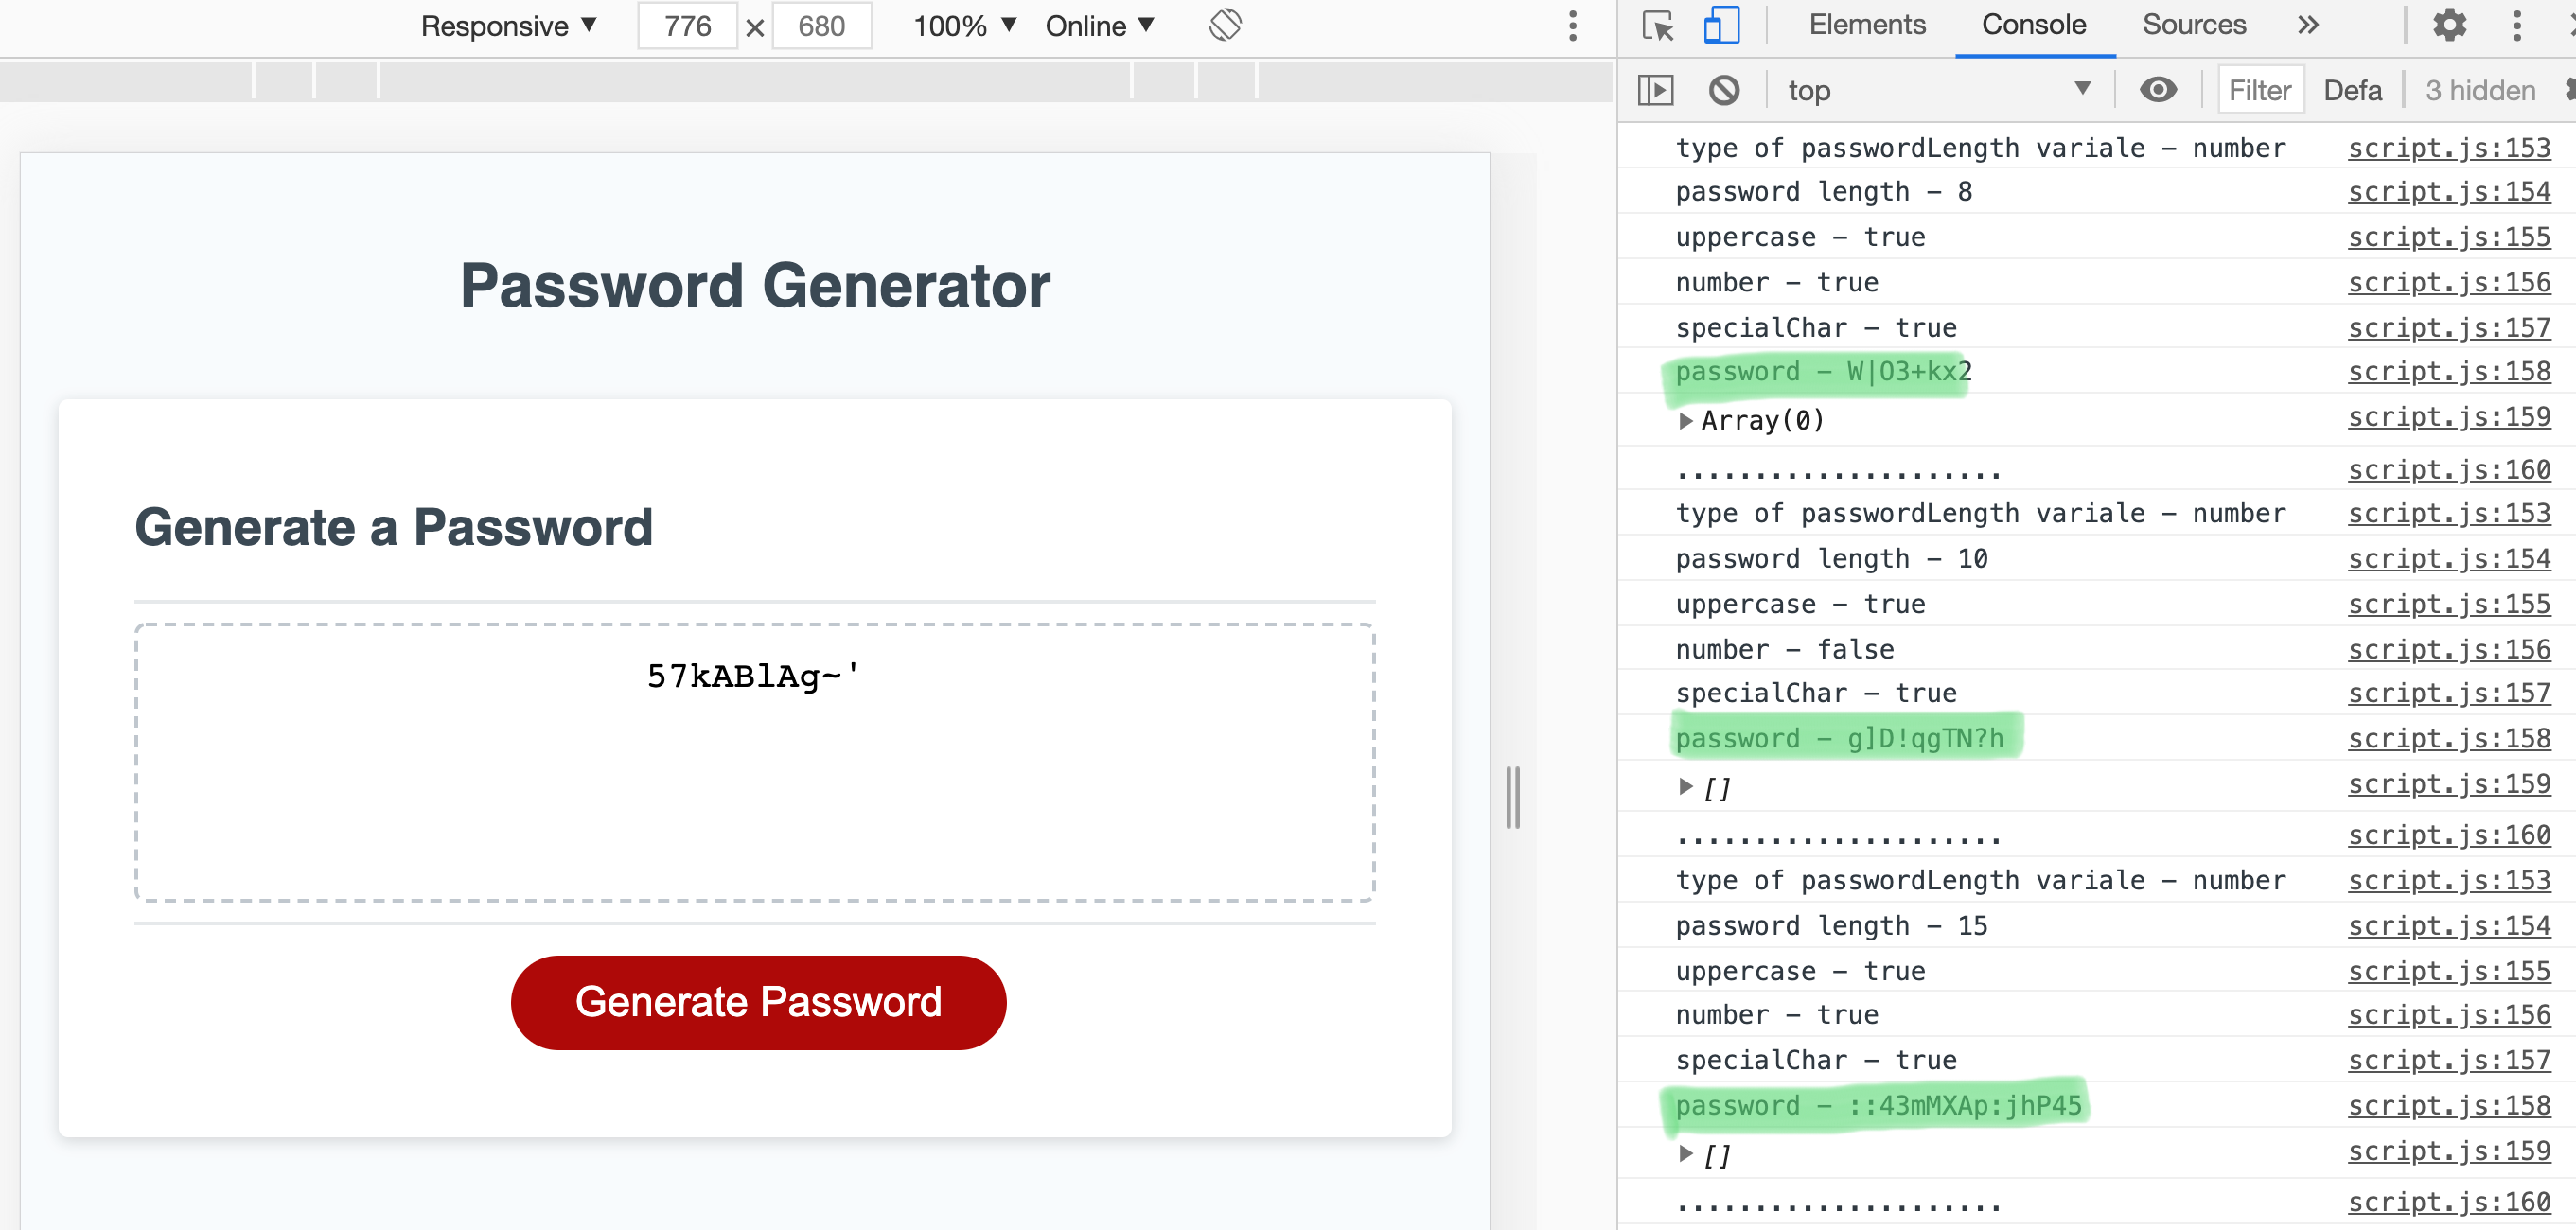 Responsive ▼ 776 × 680 100% ▼ Online ▼
Elements Console Sources »
top ▼ Filter Defa 3 hidden
Password Generator
Generate a Password
57kABlAg~'
Generate Password
type of passwordLength variale – number script.js:153
password length – 8 script.js:154
uppercase – true script.js:155
number – true script.js:156
specialChar – true script.js:157
password – W|O3+kx2 script.js:158
▶Array(0) script.js:159
..................... script.js:160
type of passwordLength variale – number script.js:153
password length – 10 script.js:154
uppercase – true script.js:155
number – false script.js:156
specialChar – true script.js:157
password – g]D!qgTN?h script.js:158
▶[] script.js:159
..................... script.js:160
type of passwordLength variale – number script.js:153
password length – 15 script.js:154
uppercase – true script.js:155
number – true script.js:156
specialChar – true script.js:157
password – ::43mMXAp:jhP45 script.js:158
▶[] script.js:159
..................... script.js:160